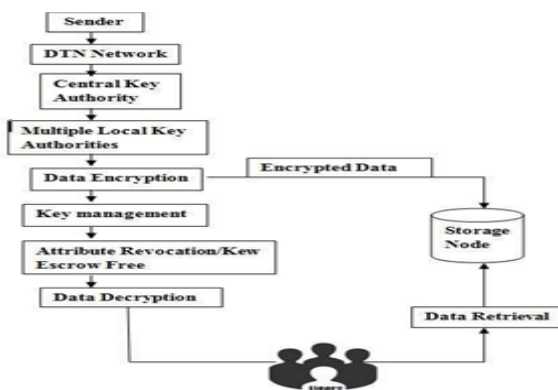 Sender
DTN Network
Central Key
Authority
Multiple Local Key
Authorities
Data Encryption
Encrypted Data
Key management
Storage
Node
Attribute Revocation/Kew
Escrow Free
Data Decryption
Data Retrieval
Users